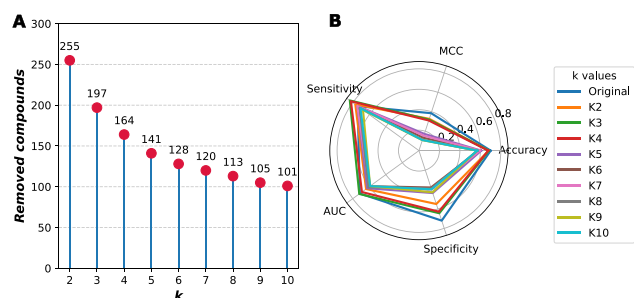 A
Removed compounds
300
250
200
150
100
50
0
255
197
164
141
128
120
113
105
101
2 3 4 5 6 7 8 9 10
k
B
MCC
Sensitivity
Accuracy
AUC
Specificity
0.2 0.4 0.6 0.8
k values
Original
K2
K3
K4
K5
K6
K7
K8
K9
K10